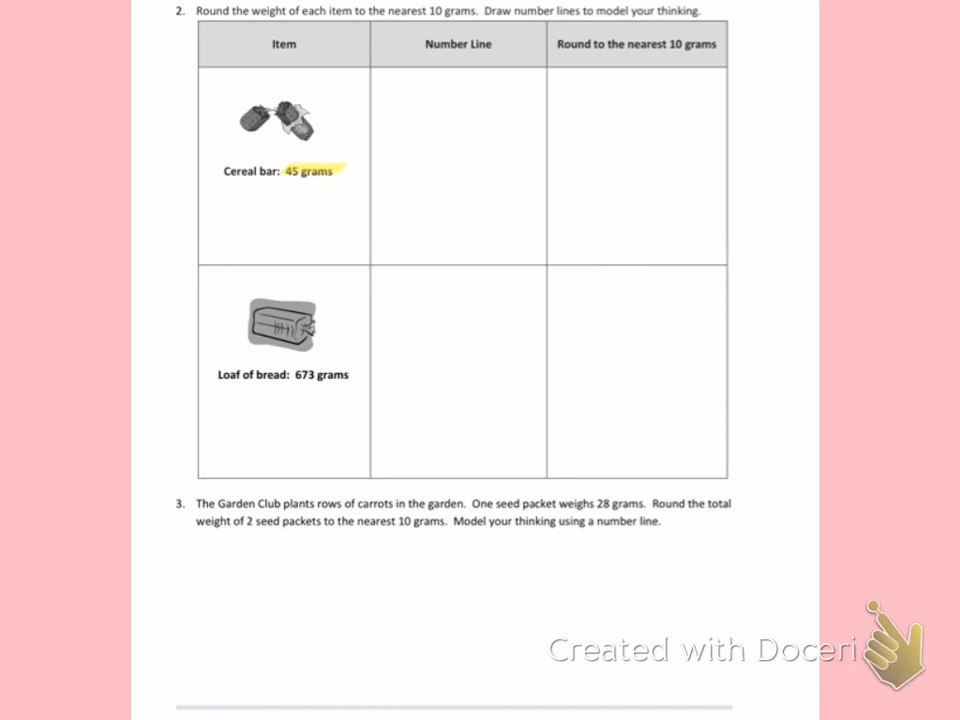 2. Round the weight of each item to the nearest 10 grams. Draw number lines to model your thinking.
Item Number Line Round to the nearest 10 grams
Cereal bar: 45 grams
Loaf of bread: 673 grams
3. The Garden Club plants rows of carrots in the garden. One seed packet weighs 28 grams. Round the total
weight of 2 seed packets to the nearest 10 grams. Model your thinking using a number line.
Created with Doceri